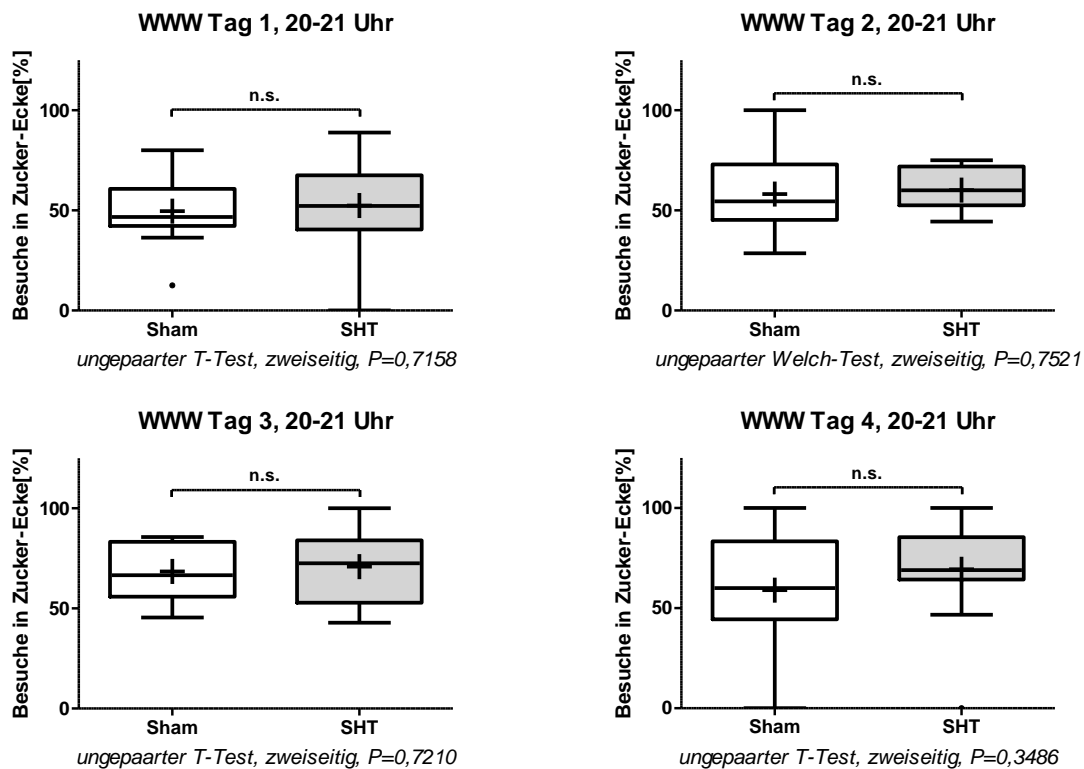 WWW Tag 1, 20-21 Uhr
Besuche in Zucker-Ecke[%]
100
50
0
n.s.
Sham
SHT
ungepaarter T-Test, zweiseitig, P=0,7158
WWW Tag 2, 20-21 Uhr
Besuche in Zucker-Ecke[%]
100
50
0
n.s.
Sham
SHT
ungepaarter Welch-Test, zweiseitig, P=0,7521
WWW Tag 3, 20-21 Uhr
Besuche in Zucker-Ecke[%]
100
50
0
n.s.
Sham
SHT
ungepaarter T-Test, zweiseitig, P=0,7210
WWW Tag 4, 20-21 Uhr
Besuche in Zucker-Ecke[%]
100
50
0
n.s.
Sham
SHT
ungepaarter T-Test, zweiseitig, P=0,3486